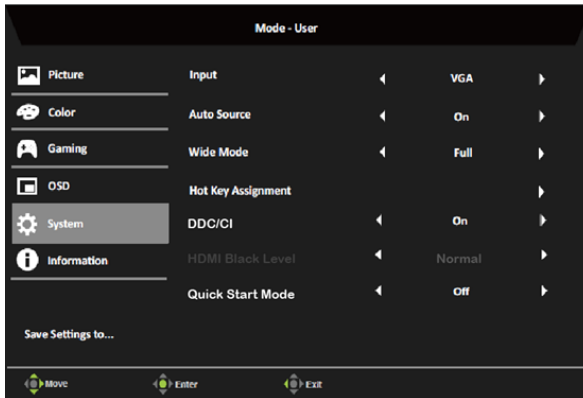 Mode - User
Picture
Input
VGA
Color
Auto Source
On
Gaming
Wide Mode
Full
OSD
Hot Key Assignment
System
DDC/CI
On
Information
HDMI Black Level
Normal
Quick Start Mode
Off
Save Settings to...
Move
Enter
Exit